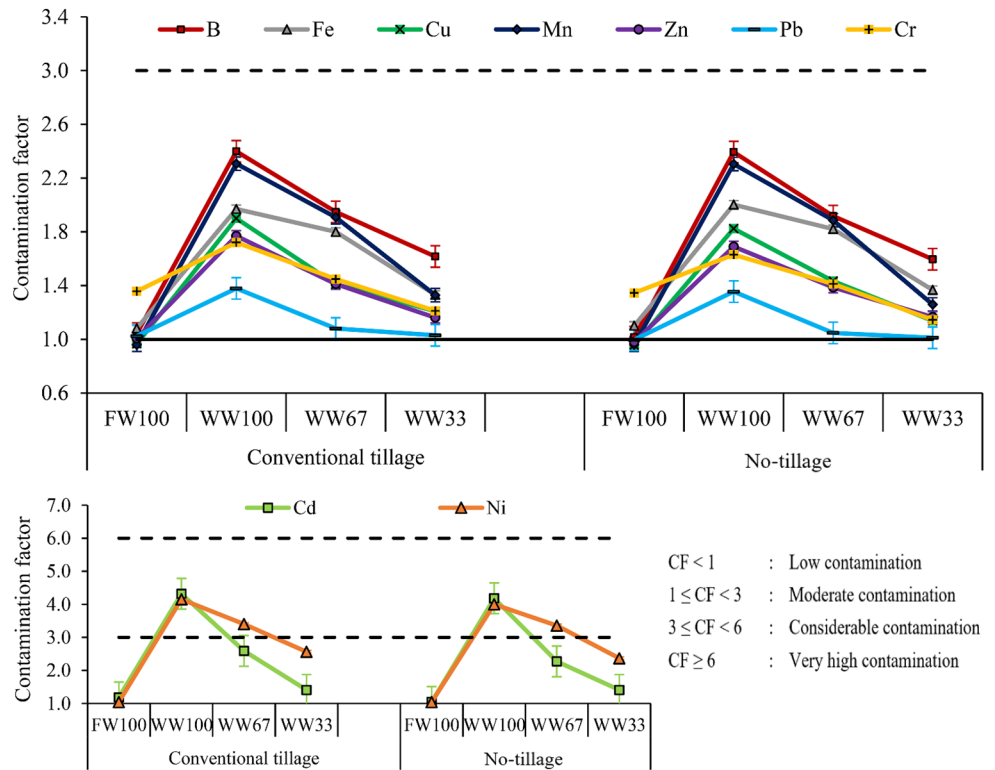 3.4
B Fe Cu Mn Zn Pb Cr
3.0
2.6
2.2
1.8
1.4
1.0
0.6
Contamination factor
FW100 WW100 WW67 WW33 FW100 WW100 WW67 WW33
Conventional tillage No-tillage
7.0
Cd Ni
6.0
5.0
4.0
3.0
2.0
1.0
Contamination factor
FW100 WW100 WW67 WW33 FW100 WW100 WW67 WW33
Conventional tillage No-tillage
CF < 1 : Low contamination
1 ≤ CF < 3 : Moderate contamination
3 ≤ CF < 6 : Considerable contamination
CF ≥ 6 : Very high contamination